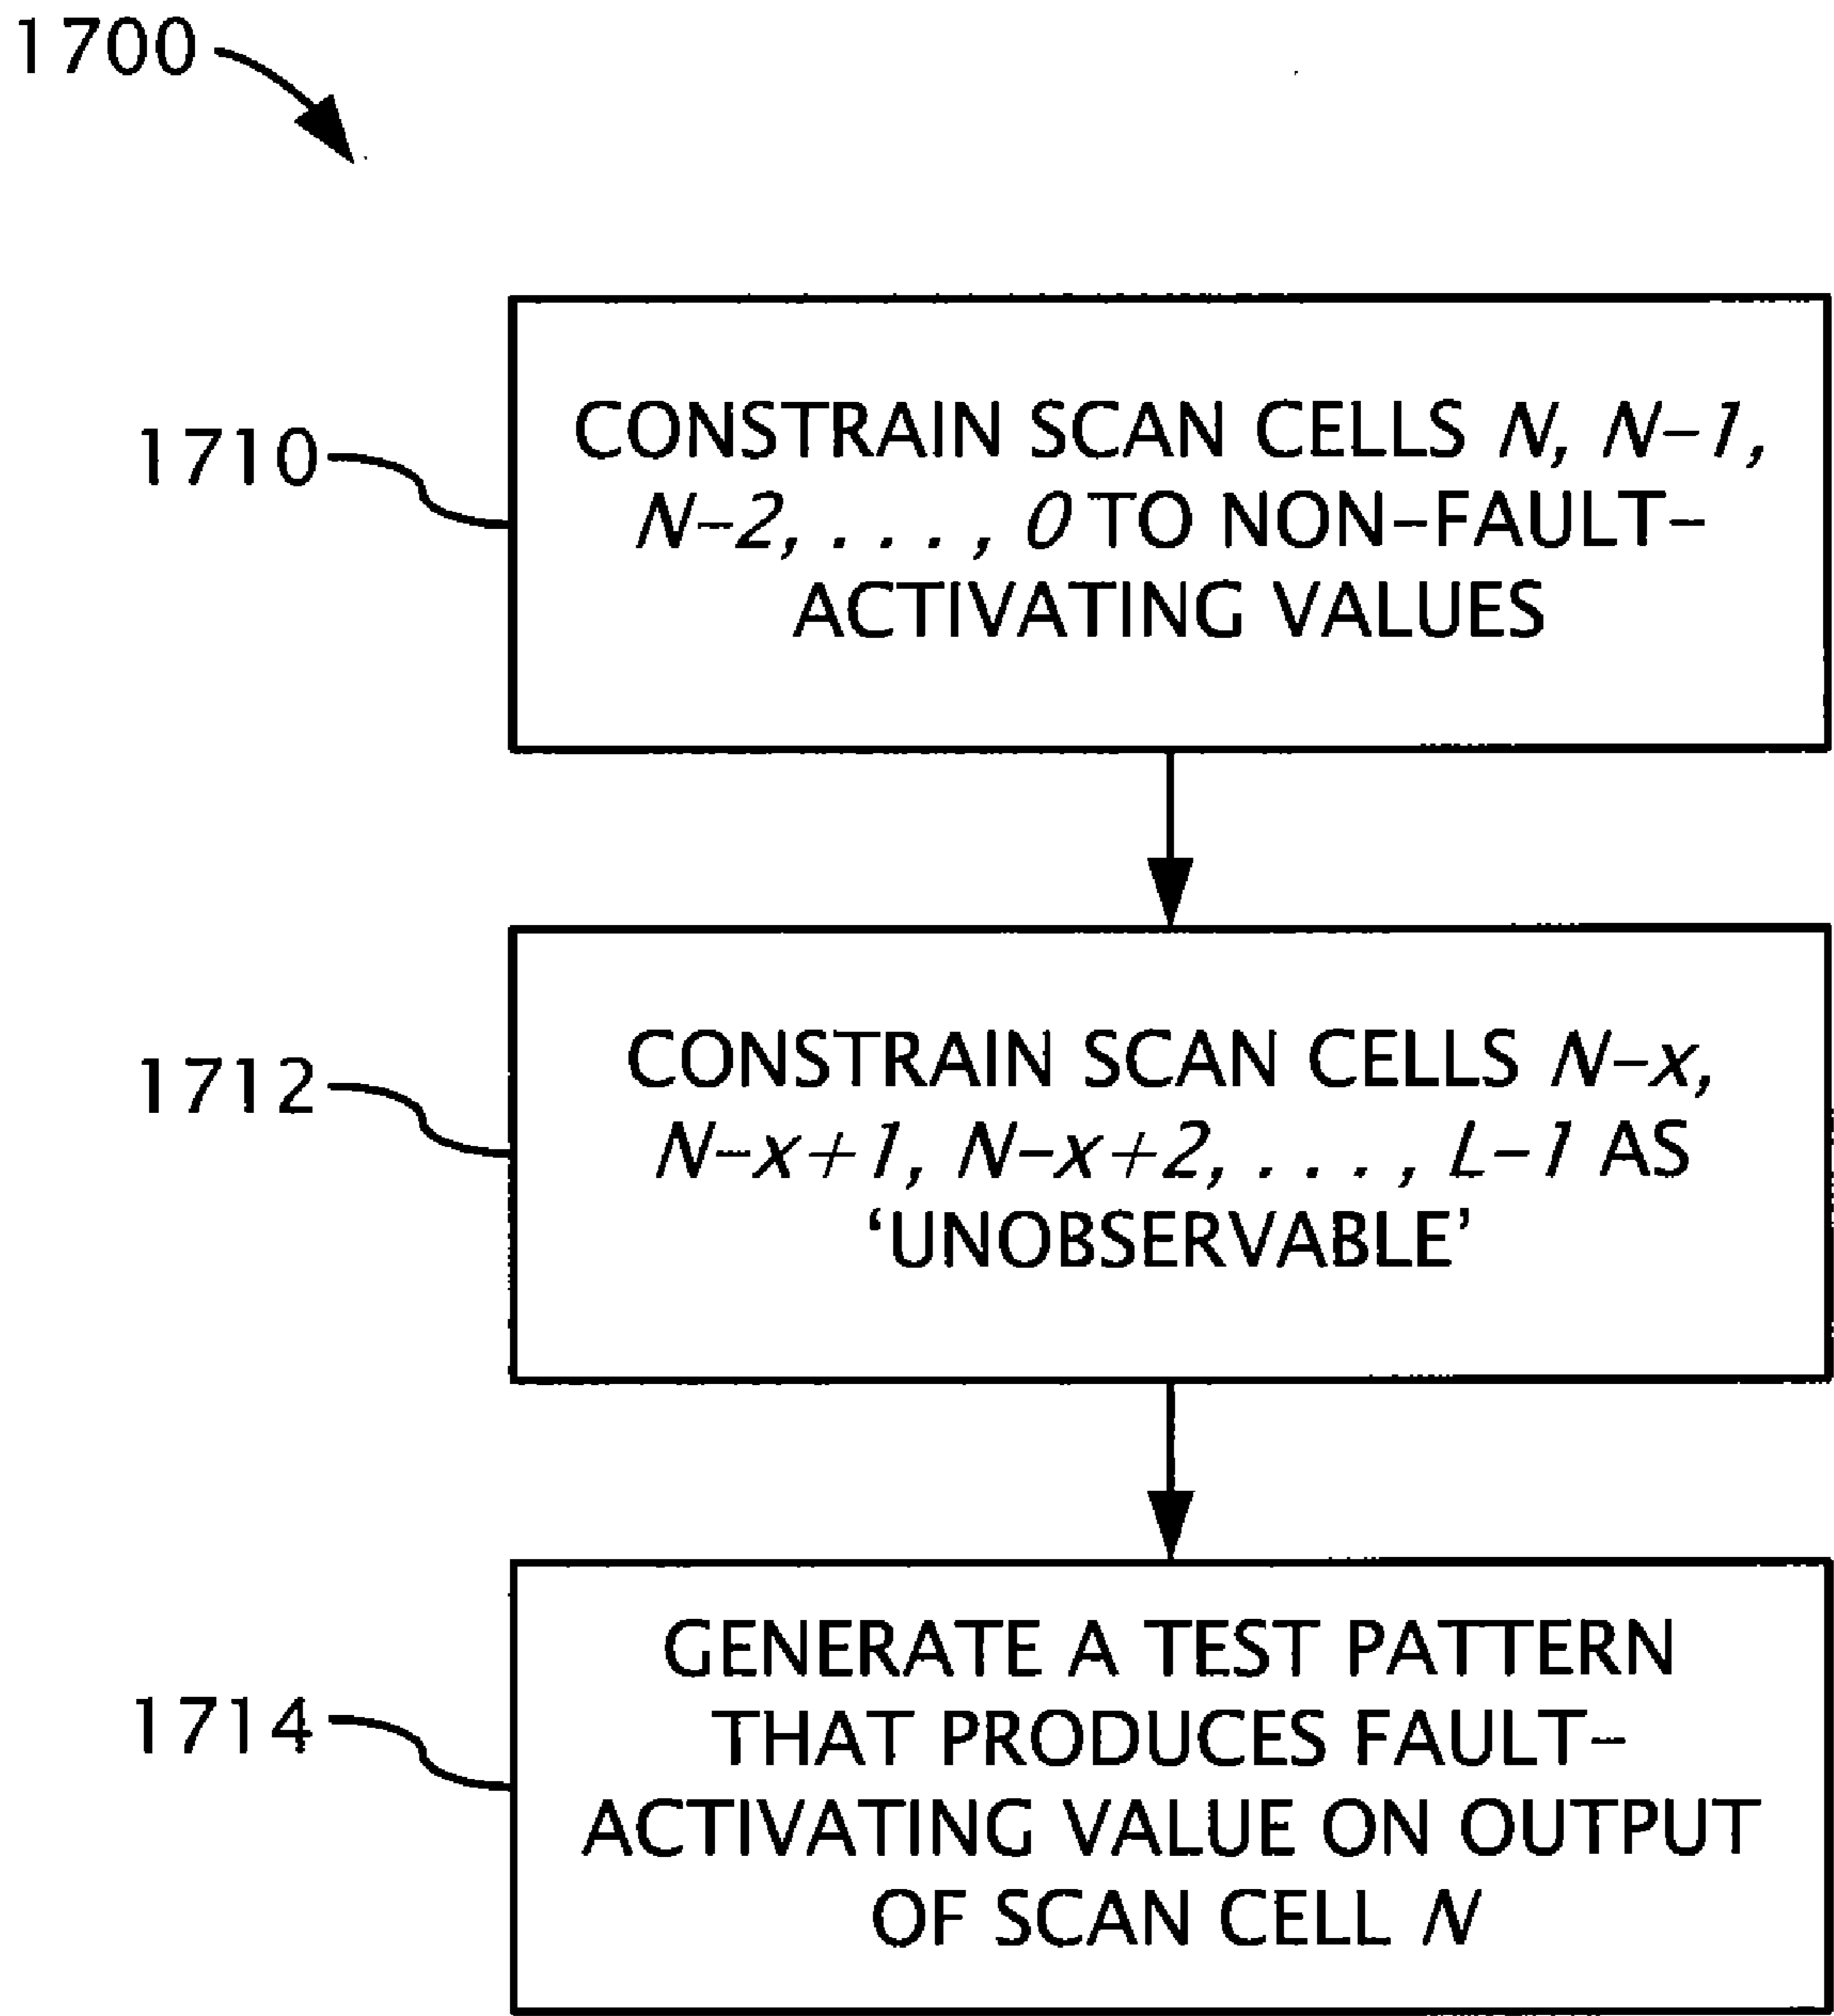 1700
1710
CONSTRAIN SCAN CELLS N, N-1,
N-2, . . . , 0 TO NON-FAULT-
ACTIVATING VALUES
1712
CONSTRAIN SCAN CELLS N-x,
N-x+1, N-x+2, . . . , L-1 AS
‘UNOBSERVABLE’
1714
GENERATE A TEST PATTERN
THAT PRODUCES FAULT-
ACTIVATING VALUE ON OUTPUT
OF SCAN CELL N